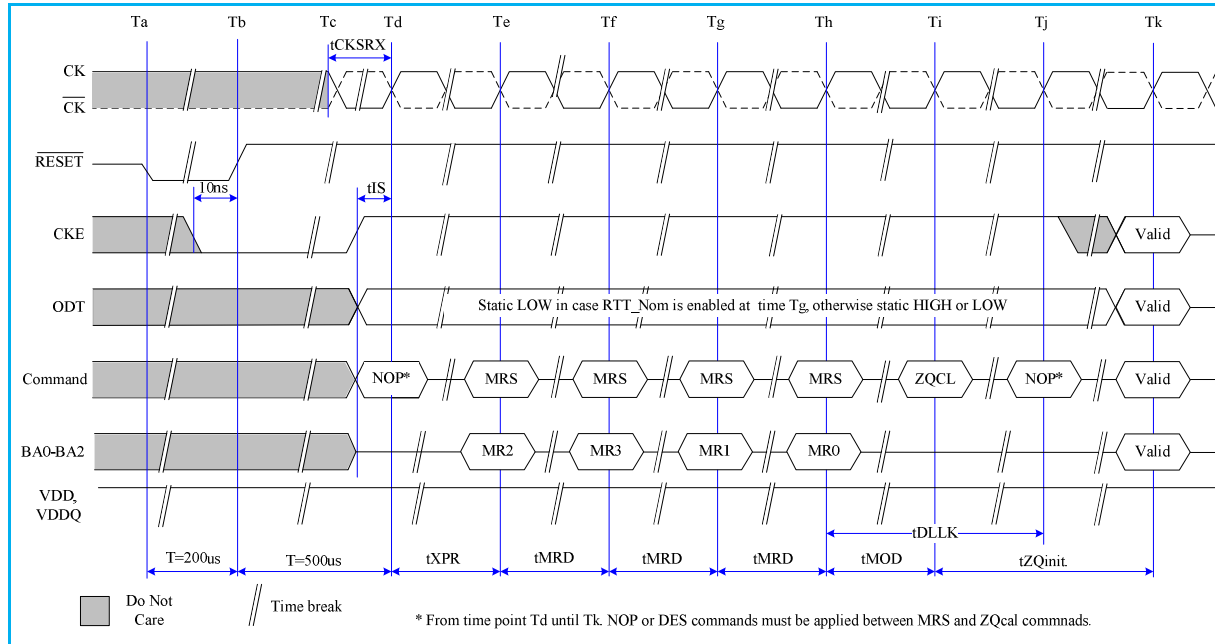 Ta Tb Tc Td Te Tf Tg Th Ti Tj Tk
tCKSRX
CK
CK
RESET
10ns
tIS
CKE
Valid
ODT
Static LOW in case RTT_Nom is enabled at time Tg, otherwise static HIGH or LOW
Valid
Command
NOP* MRS MRS MRS MRS ZQCL NOP* Valid
BA0-BA2
MR2 MR3 MR1 MR0 Valid
VDD,
VDDQ
tDLLK
T=200us T=500us tXPR tMRD tMRD tMRD tMOD tZQinit.
Do Not
Care
Time break
* From time point Td until Tk. NOP or DES commands must be applied between MRS and ZQcal commnads.